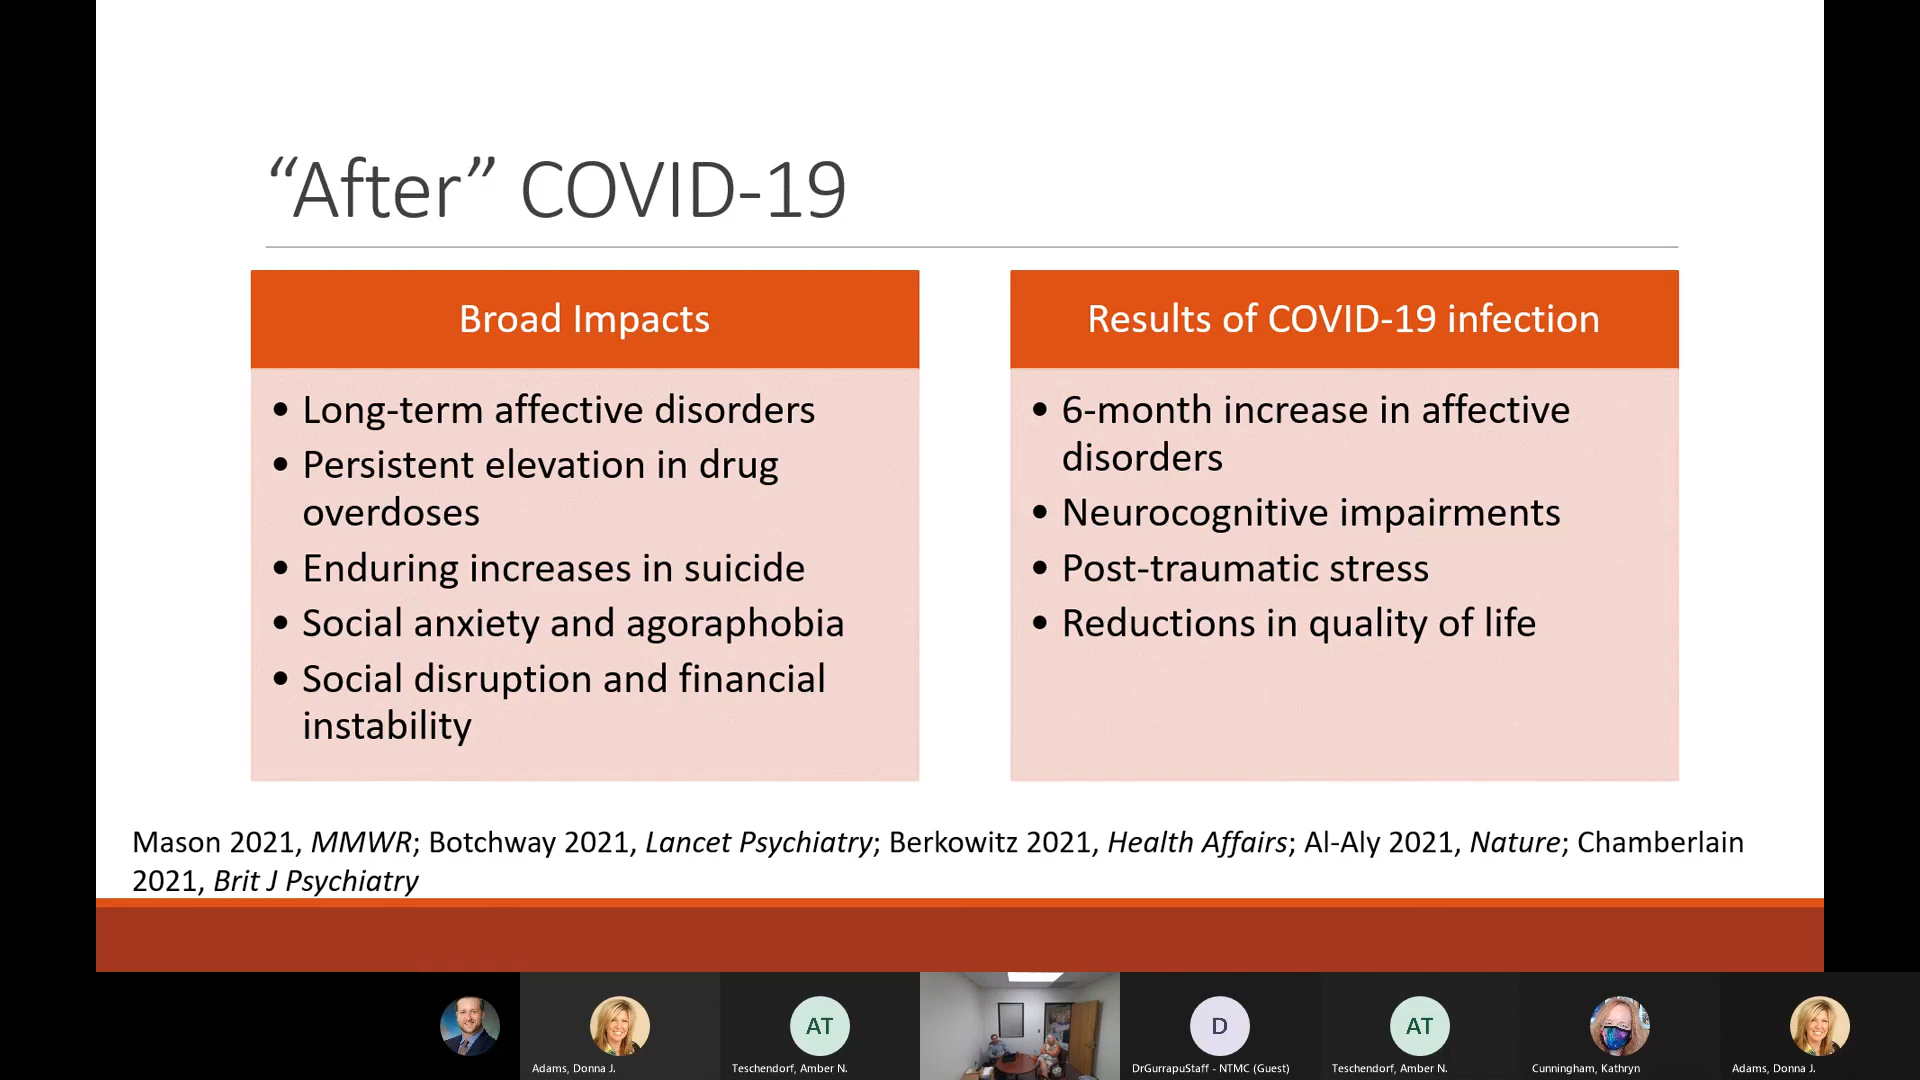 “After” COVID-19
Broad Impacts
• Long-term affective disorders
• Persistent elevation in drug
overdoses
• Enduring increases in suicide
• Social anxiety and agoraphobia
• Social disruption and financial
instability
Results of COVID-19 infection
• 6-month increase in affective
disorders
• Neurocognitive impairments
• Post-traumatic stress
• Reductions in quality of life
Mason 2021, MMWR; Botchway 2021, Lancet Psychiatry; Berkowitz 2021, Health Affairs; Al-Aly 2021, Nature; Chamberlain
2021, Brit J Psychiatry
AT
D
AT
Adams, Donna J.
Teschendorf, Amber N.
DrGurrapuStaff - NTMC (Guest)
Teschendorf, Amber N.
Cunningham, Kathryn
Adams, Donna J.